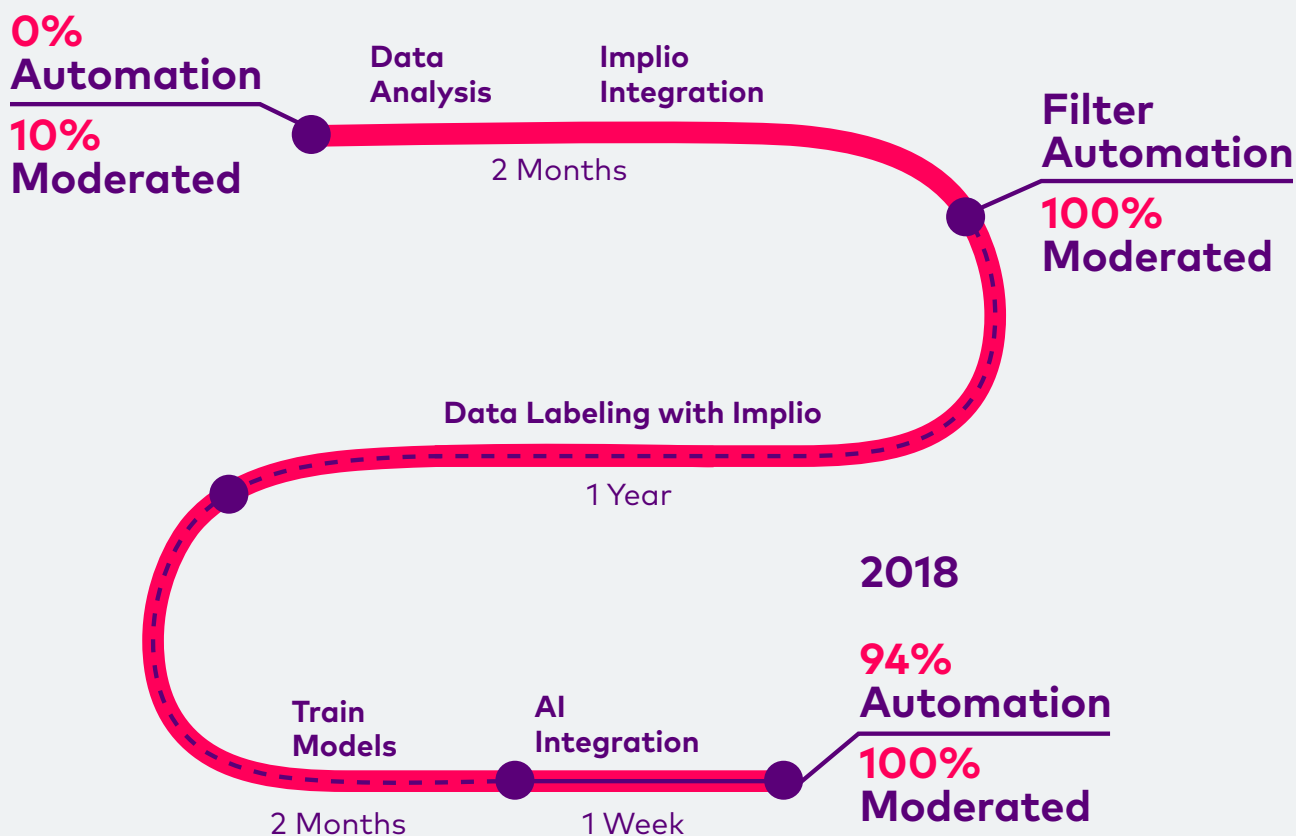 0%
Automation
10%
Moderated
Data
Analysis
Implio
Integration
2 Months
Filter
Automation
100%
Moderated
Data Labeling with Implio
1 Year
2018
94%
Automation
100%
Moderated
Train
Models
2 Months
AI
Integration
1 Week